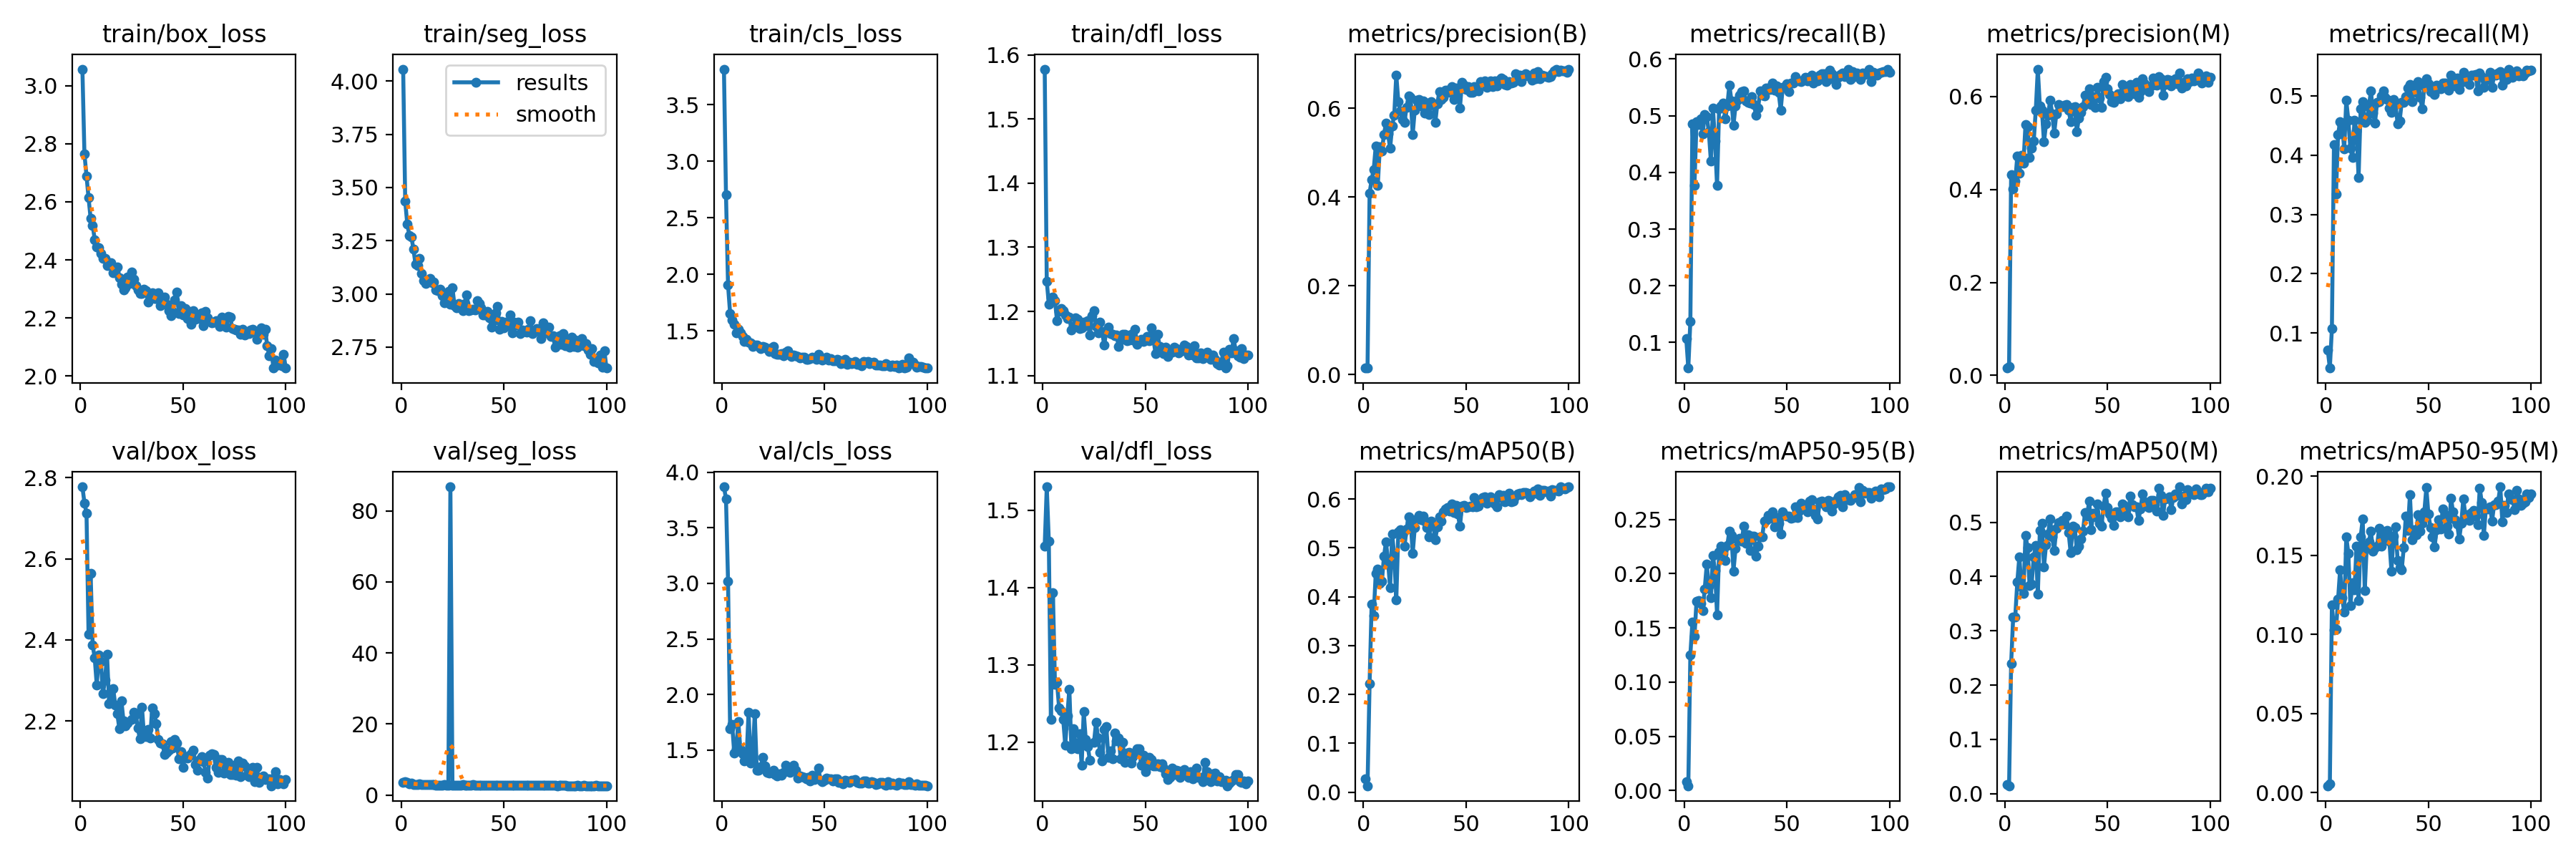 train/box_loss
3.0
2.8
2.6
2.4
2.2
2.0
0 50 100
train/seg_loss
results
smooth
4.00
3.75
3.50
3.25
3.00
2.75
0 50 100
train/cls_loss
3.5
3.0
2.5
2.0
1.5
0 50 100
train/dfl_loss
1.6
1.5
1.4
1.3
1.2
1.1
0 50 100
metrics/precision(B)
0.6
0.4
0.2
0.0
0 50 100
metrics/recall(B)
0.6
0.5
0.4
0.3
0.2
0.1
0 50 100
metrics/precision(M)
0.6
0.4
0.2
0.0
0 50 100
metrics/recall(M)
0.5
0.4
0.3
0.2
0.1
0 50 100
val/box_loss
2.8
2.6
2.4
2.2
0 50 100
val/seg_loss
80
60
40
20
0
0 50 100
val/cls_loss
4.0
3.5
3.0
2.5
2.0
1.5
0 50 100
val/dfl_loss
1.5
1.4
1.3
1.2
0 50 100
metrics/mAP50(B)
0.6
0.5
0.4
0.3
0.2
0.1
0.0
0 50 100
metrics/mAP50-95(B)
0.25
0.20
0.15
0.10
0.05
0.00
0 50 100
metrics/mAP50(M)
0.5
0.4
0.3
0.2
0.1
0.0
0 50 100
metrics/mAP50-95(M)
0.20
0.15
0.10
0.05
0.00
0 50 100